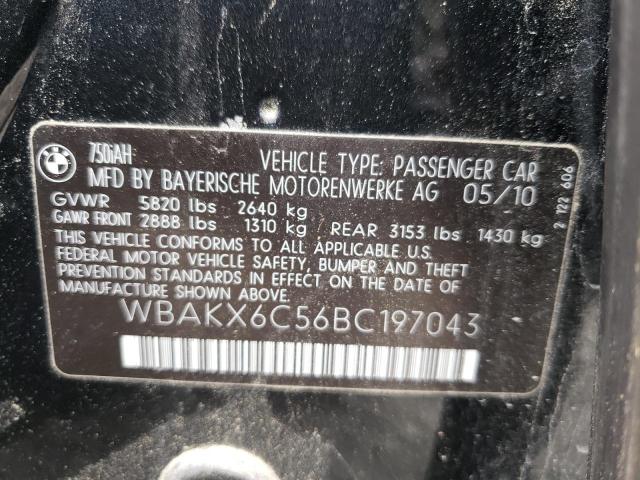 BMW
750iAH
VEHICLE TYPE: PASSENGER CAR
MFD BY BAYERISCHE MOTORENWERKE AG 05/10
GVWR 5820 lbs 2640 kg
GAWR FRONT 2888 lbs 1310 kg REAR 3153 lbs 1430 kg
THIS VEHICLE CONFORMS TO ALL APPLICABLE U.S.
FEDERAL MOTOR VEHICLE SAFETY, BUMPER AND THEFT
PREVENTION STANDARDS IN EFFECT ON THE DATE OF
MANUFACTURE SHOWN ABOVE.
WBAKX6C56BC197043
2 122 606